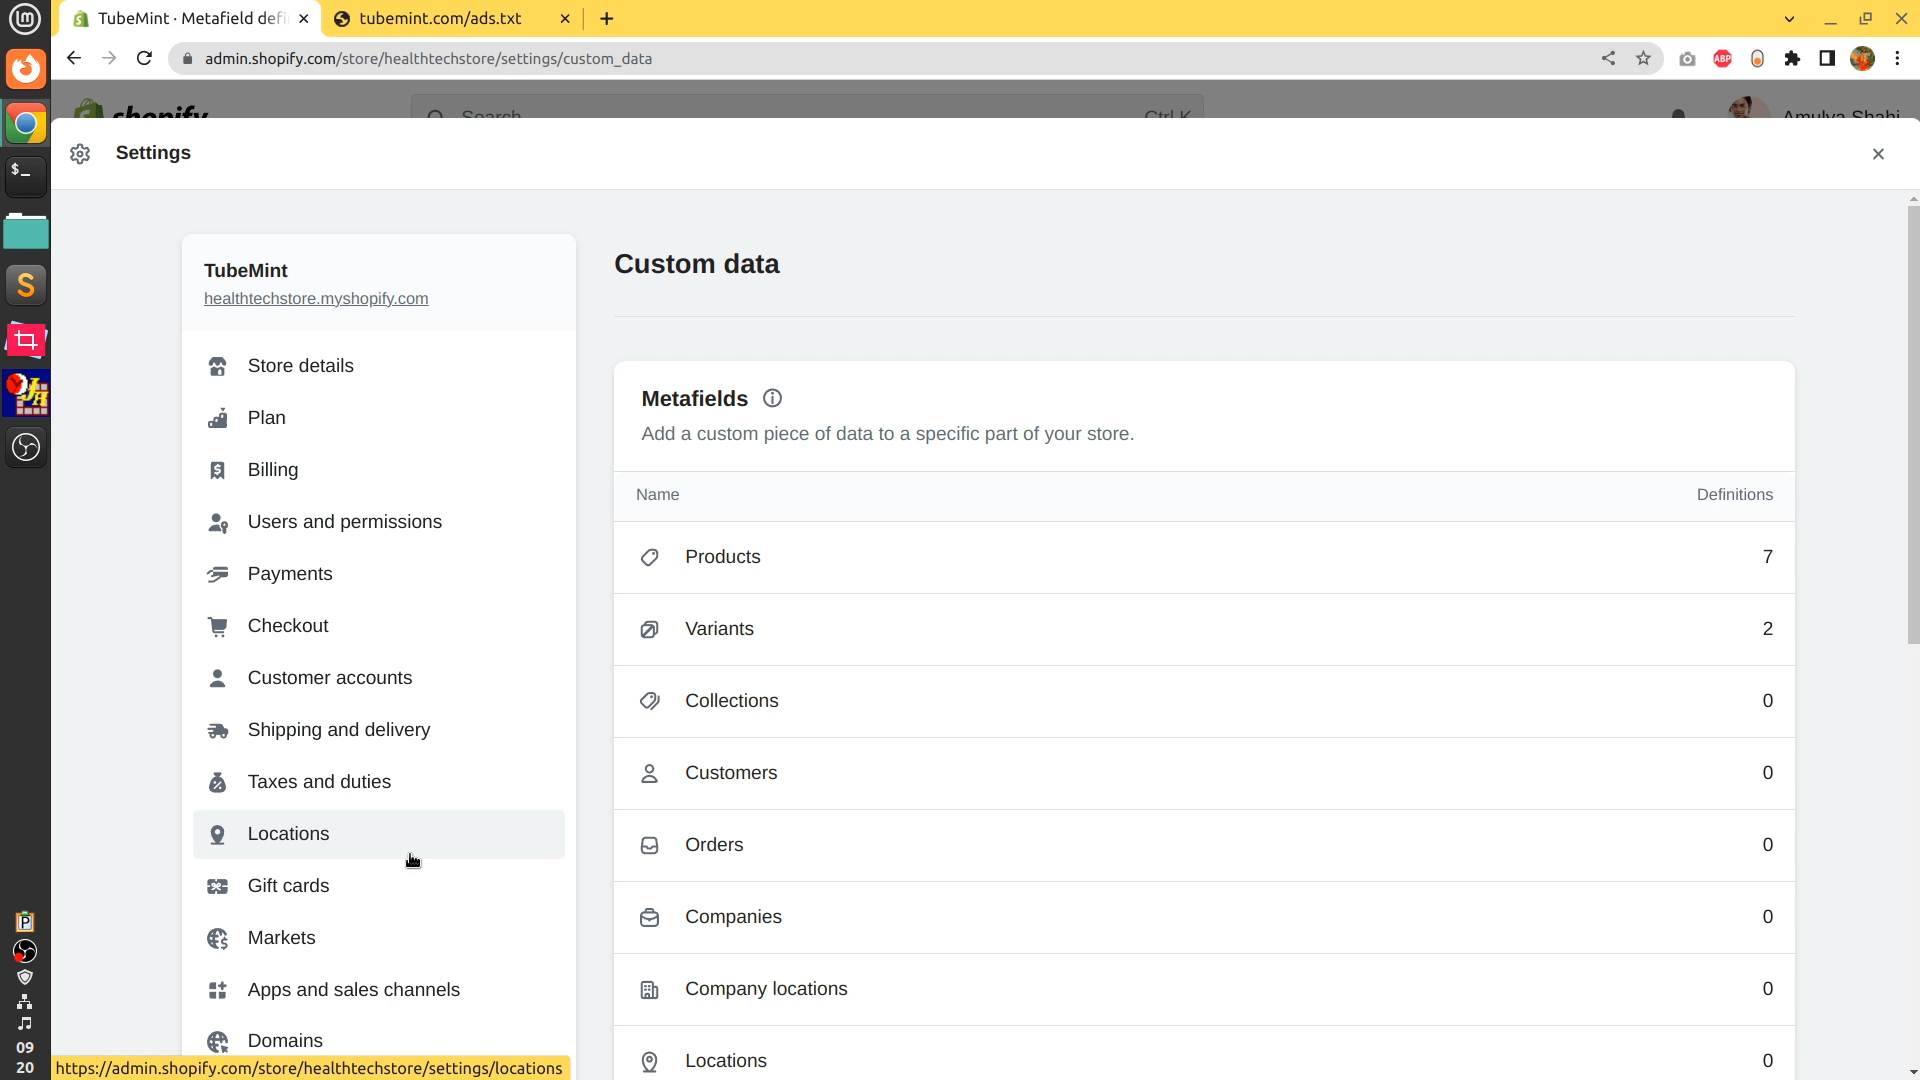 TubeMint · Metafield defi
tubemint.com/ads.txt
admin.shopify.com/store/healthtechstore/settings/custom_data
ABP
shopify
Search
Ctrl K
Amulya Shahi
Settings
TubeMint
healthtechstore.myshopify.com
Store details
Plan
Billing
Users and permissions
Payments
Checkout
Customer accounts
Shipping and delivery
Taxes and duties
Locations
Gift cards
Markets
Apps and sales channels
Domains
Custom data
Metafields
Add a custom piece of data to a specific part of your store.
Name Definitions
Products 7
Variants 2
Collections 0
Customers 0
Orders 0
Companies 0
Company locations 0
Locations 0
09
20
https://admin.shopify.com/store/healthtechstore/settings/locations